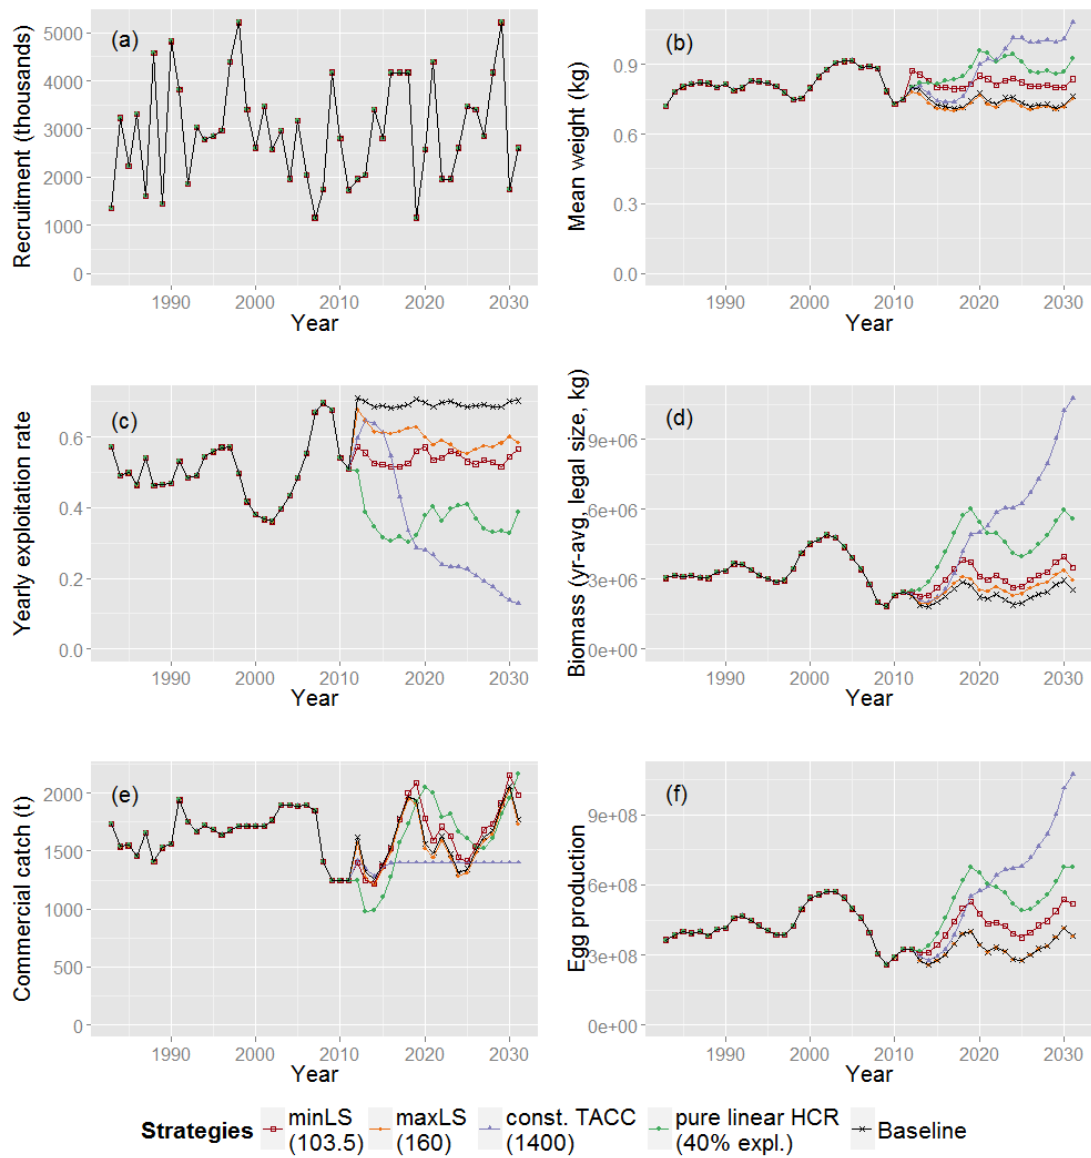 (a)
Recruitment (thousands)
5000
4000
3000
2000
1000
0
1990
2000
2010
2020
2030
Year
(b)
Mean weight (kg)
0.9
0.6
0.3
0.0
1990
2000
2010
2020
2030
Year
(c)
Yearly exploitation rate
0.6
0.4
0.2
0.0
1990
2000
2010
2020
2030
Year
(d)
Biomass (yr-avg, legal size, kg)
9e+06
6e+06
3e+06
0e+00
1990
2000
2010
2020
2030
Year
(e)
Commercial catch (t)
2000
1500
1000
500
0
1990
2000
2010
2020
2030
Year
(f)
Egg production
9e+08
6e+08
3e+08
0e+00
1990
2000
2010
2020
2030
Year
Strategies
minLS
(103.5)
maxLS
(160)
const. TACC
(1400)
pure linear HCR
(40% expl.)
Baseline